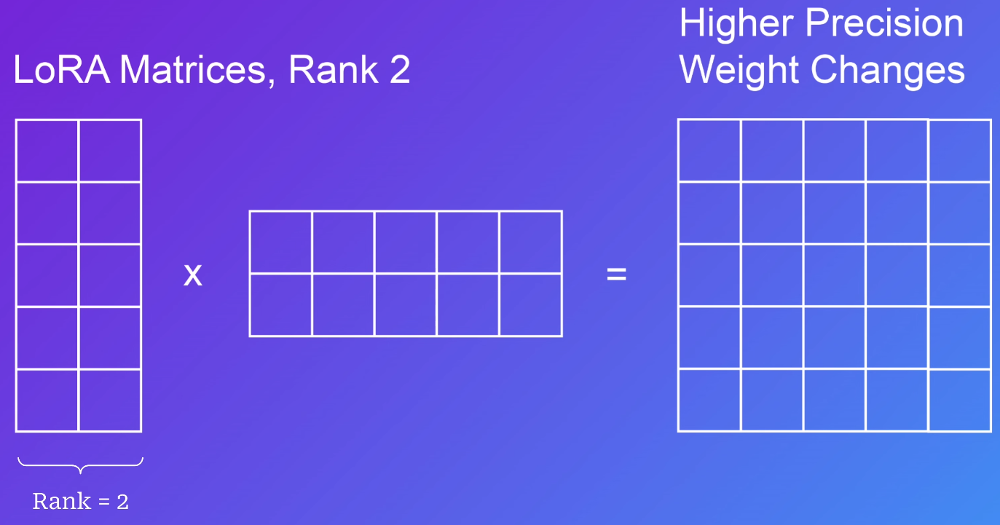 LoRA Matrices, Rank 2
Higher Precision
Weight Changes
x
=
Rank = 2